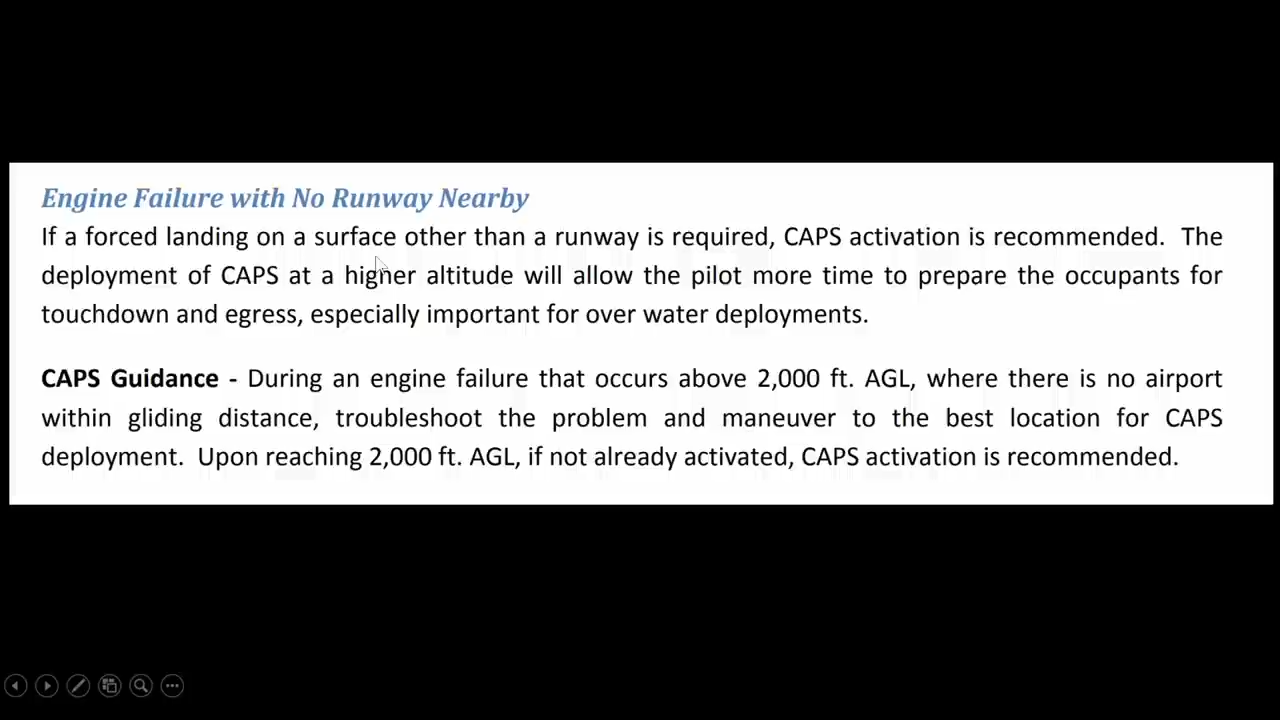 Engine Failure with No Runway Nearby
If a forced landing on a surface other than a runway is required, CAPS activation is recommended. The
deployment of CAPS at a higher altitude will allow the pilot more time to prepare the occupants for
touchdown and egress, especially important for over water deployments.
CAPS Guidance - During an engine failure that occurs above 2,000 ft. AGL, where there is no airport
within gliding distance, troubleshoot the problem and maneuver to the best location for CAPS
deployment. Upon reaching 2,000 ft. AGL, if not already activated, CAPS activation is recommended.